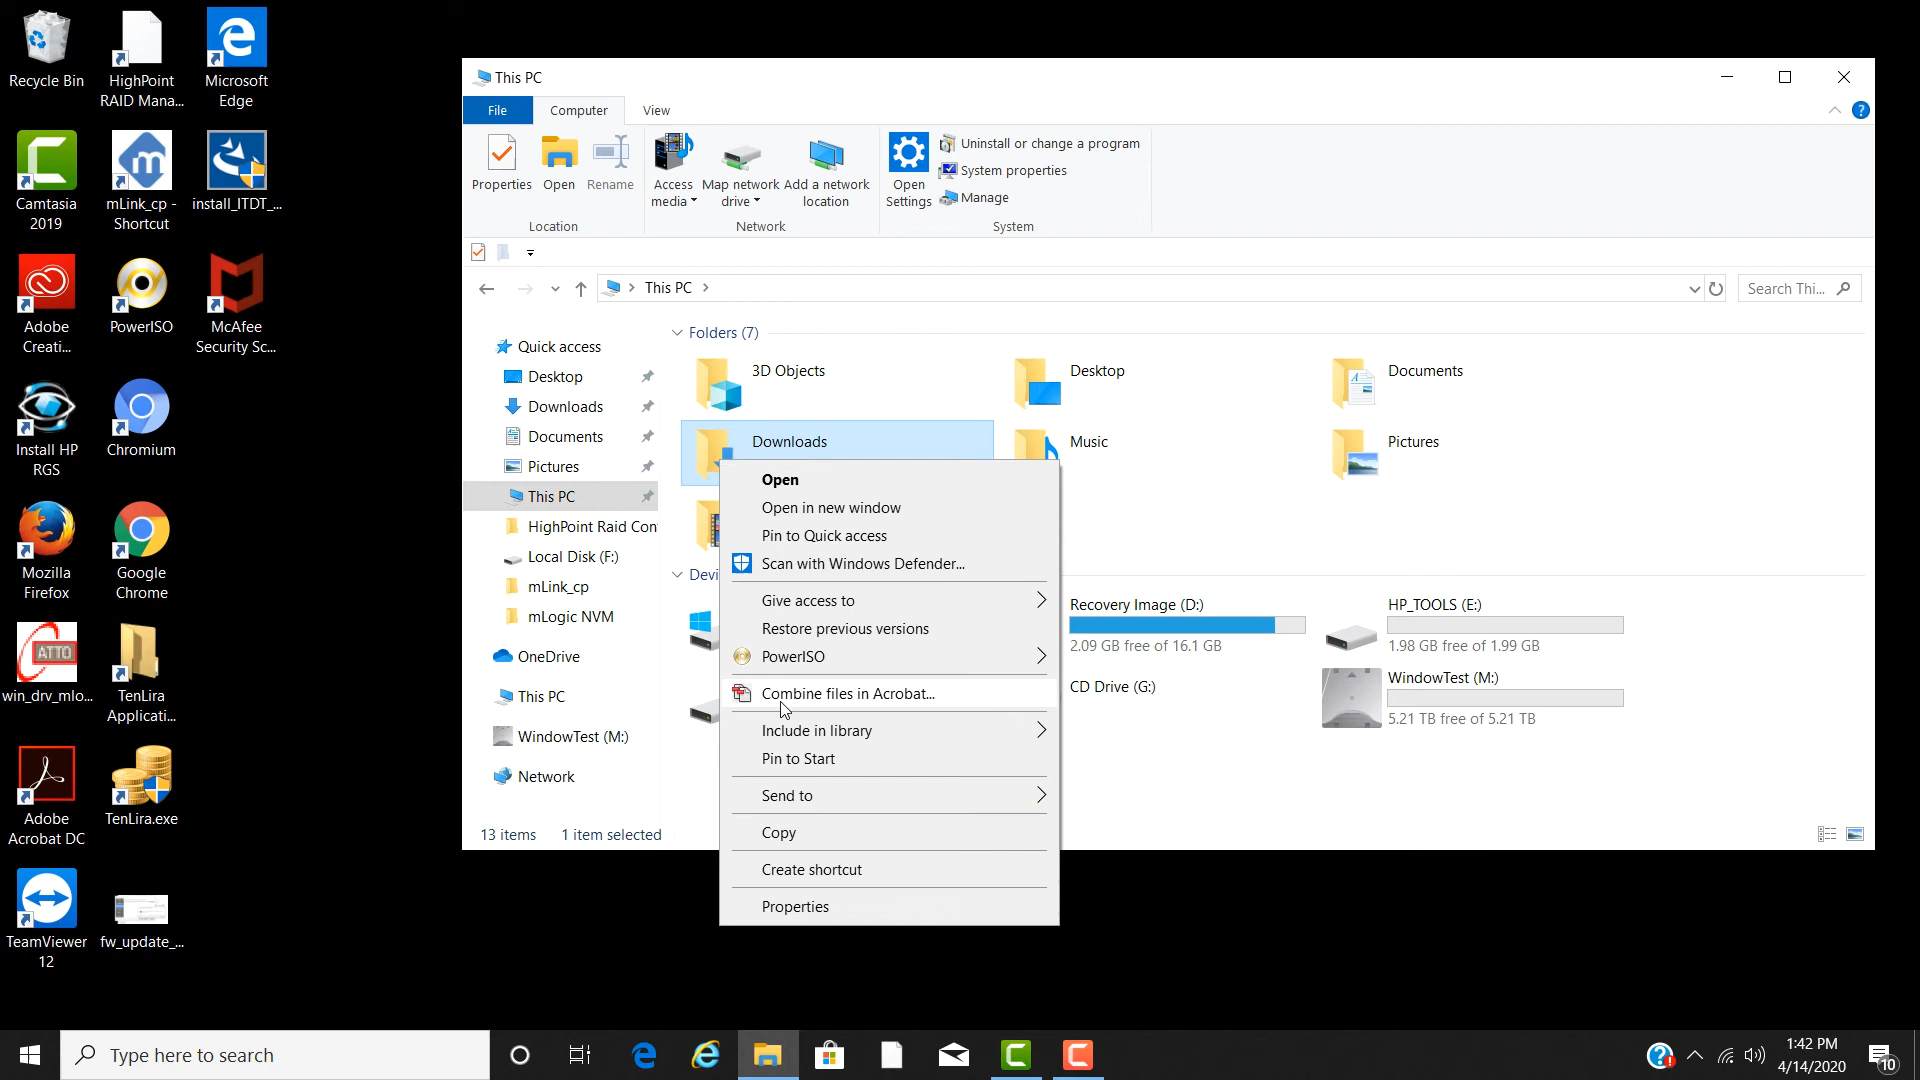 Recycle Bin
HighPoint
RAID Mana...
Microsoft
Edge
Camtasia
2019
mLink_cp -
Shortcut
install_ITDT_...
Adobe
Creati...
PowerISO
McAfee
Security Sc...
Install HP
RGS
Chromium
Mozilla
Firefox
Google
Chrome
ATTO
win_drv_mlo...
TenLira
Applicati...
Adobe
Acrobat DC
TenLira.exe
TeamViewer
12
fw_update_...
This PC
File
Computer
View
Properties
Open
Rename
Location
Access
media
Map network
drive
Add a network
location
Network
Open
Settings
Uninstall or change a program
System properties
Manage
System
This PC
Search Thi...
Quick access
Desktop
Downloads
Documents
Pictures
This PC
HighPoint Raid Con
Local Disk (F:)
mLink_cp
mLogic NVM
OneDrive
This PC
WindowTest (M:)
Network
13 items
1 item selected
Folders (7)
3D Objects
Desktop
Documents
Downloads
Music
Pictures
Devi
Recovery Image (D:)
2.09 GB free of 16.1 GB
HP_TOOLS (E:)
1.98 GB free of 1.99 GB
CD Drive (G:)
WindowTest (M:)
5.21 TB free of 5.21 TB
Open
Open in new window
Pin to Quick access
Scan with Windows Defender...
Give access to
Restore previous versions
PowerISO
Combine files in Acrobat...
Include in library
Pin to Start
Send to
Copy
Create shortcut
Properties
Type here to search
1:42 PM
4/14/2020
10